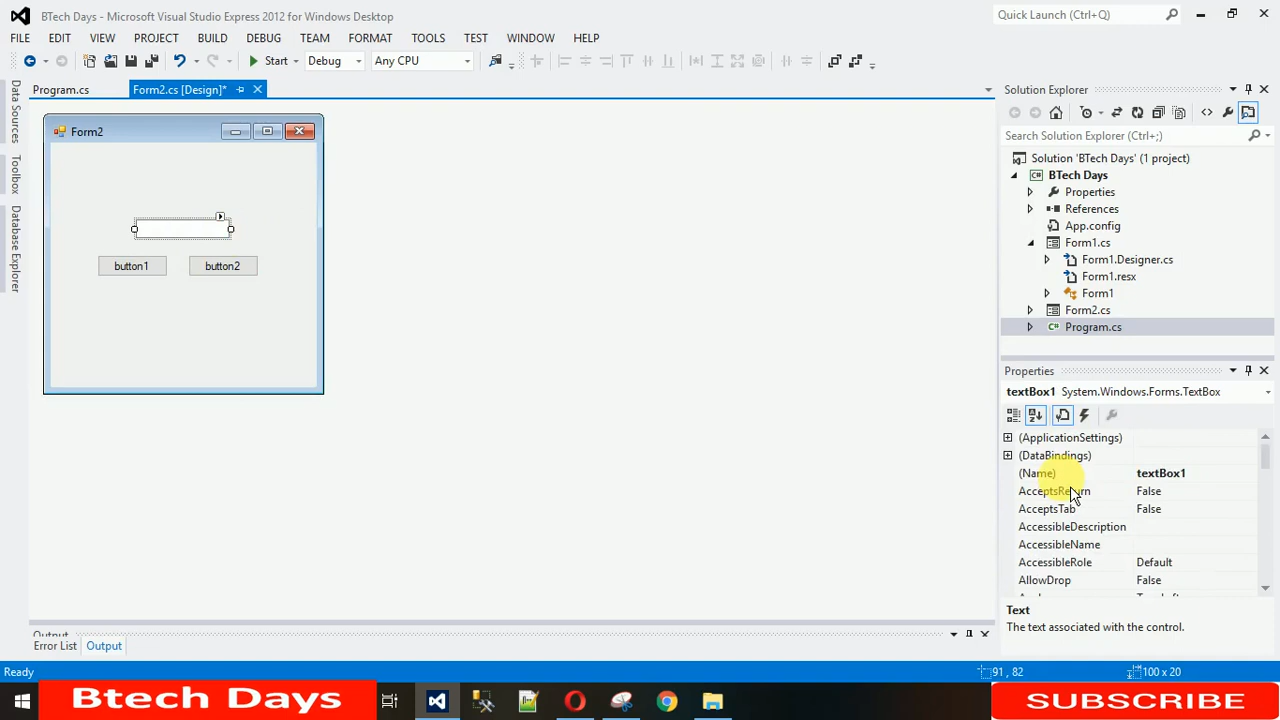 BTech Days - Microsoft Visual Studio Express 2012 for Windows Desktop
Quick Launch (Ctrl+Q)
FILE EDIT VIEW PROJECT BUILD DEBUG TEAM FORMAT TOOLS TEST WINDOW HELP
Start Debug Any CPU
Data Sources
Toolbox
Database Explorer
Program.cs Form2.cs [Design]*
Form2
button1 button2
Solution Explorer
Search Solution Explorer (Ctrl+;)
Solution 'BTech Days' (1 project)
BTech Days
Properties
References
App.config
Form1.cs
Form1.Designer.cs
Form1.resx
Form1
Form2.cs
Program.cs
Properties
textBox1 System.Windows.Forms.TextBox
(ApplicationSettings)
(DataBindings)
(Name) textBox1
AcceptsReturn False
AcceptsTab False
AccessibleDescription
AccessibleName
AccessibleRole Default
AllowDrop False
Text
The text associated with the control.
Output
Error List Output
Ready 91, 82 100 x 20
Btech Days
SUBSCRIBE